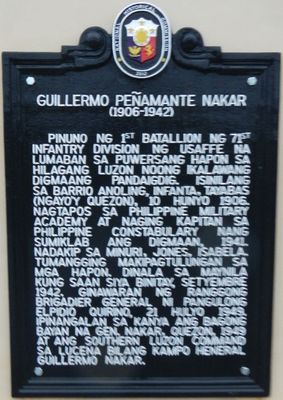 GUILLERMO PEÑAMANTE NAKAR
(1906-1942)
PINUNO NG 1ST BATALLION NG 71ST
INFANTRY DIVISION NG USAFFE NA
LUMABAN SA PUWERSANG HAPON SA
HILAGANG LUZON NOONG IKALAWANG
DIGMAANG PANDAIGDIG. ISINILANG
SA BARRIO ANOLING, INFANTA, TAYABAS
(NGAYO'Y QUEZON), 10 HUNYO 1906.
NAGTAPOS SA PHILIPPINE MILITARY
ACADEMY AT NAGING KAPITAN SA
PHILIPPINE CONSTABULARY NANG
SUMIKLAB ANG DIGMAAN, 1941.
NADAKIP SA MINURI, JONES, ISABELA.
TUMANGGING MAKIPAGTULUNGAN SA
MGA HAPON. DINALA SA MAYNILA
KUNG SAAN SIYA BINITAY, SETYEMBRE
1942. GINAWARAN NG RANGGONG
BRIGADIER GENERAL NI PANGULONG
ELPIDIO QUIRINO, 21 HULYO 1949.
IPINANGALAN SA KANYA ANG BAGONG
BAYAN NA GEN. NAKAR, QUEZON, 1949
AT ANG SOUTHERN LUZON COMMAND
SA LUCENA BILANG KAMPO HENERAL
GUILLERMO NAKAR.